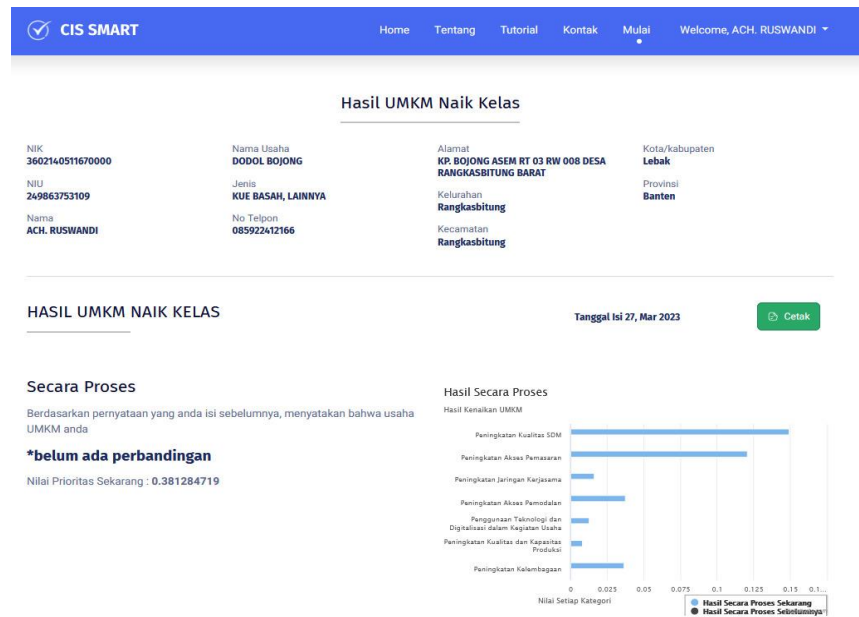 CIS SMART
Home Tentang Tutorial Kontak Mulai Welcome, ACH. RUSWANDI
Hasil UMKM Naik Kelas
NIK
3602140511670000
NIU
249863753109
Nama
ACH. RUSWANDI
Nama Usaha
DODOL BOJONG
Jenis
KUE BASAH, LAINNYA
No Telpon
085922412166
Alamat
KP. BOJONG ASEM RT 03 RW 008 DESA
RANGKASBITUNG BARAT
Kelurahan
Rangkasbitung
Kecamatan
Rangkasbitung
Kota/kabupaten
Lebak
Provinsi
Banten
HASIL UMKM NAIK KELAS
Tanggal Isi 27, Mar 2023
Cetak
Secara Proses
Berdasarkan pernyataan yang anda isi sebelumnya, menyatakan bahwa usaha
UMKM anda
*belum ada perbandingan
Nilai Prioritas Sekarang : 0.381284719
Hasil Secara Proses
Hasil Kenaikan UMKM
Peningkatan Kualitas SDM
Peningkatan Akses Pemasaran
Peningkatan Jaringan Kerjasama
Peningkatan Akses Pemodalan
Penggunaan Teknologi dan
Digitalisasi dalam Kegiatan Usaha
Peningkatan Kualitas dan Kapasitas
Produksi
Peningkatan Kelembagaan
0 0.025 0.05 0.075 0.1 0.125 0.15 0.1...
Nilai Setiap Kategori
Hasil Secara Proses Sekarang
Hasil Secara Proses Sebelumnya